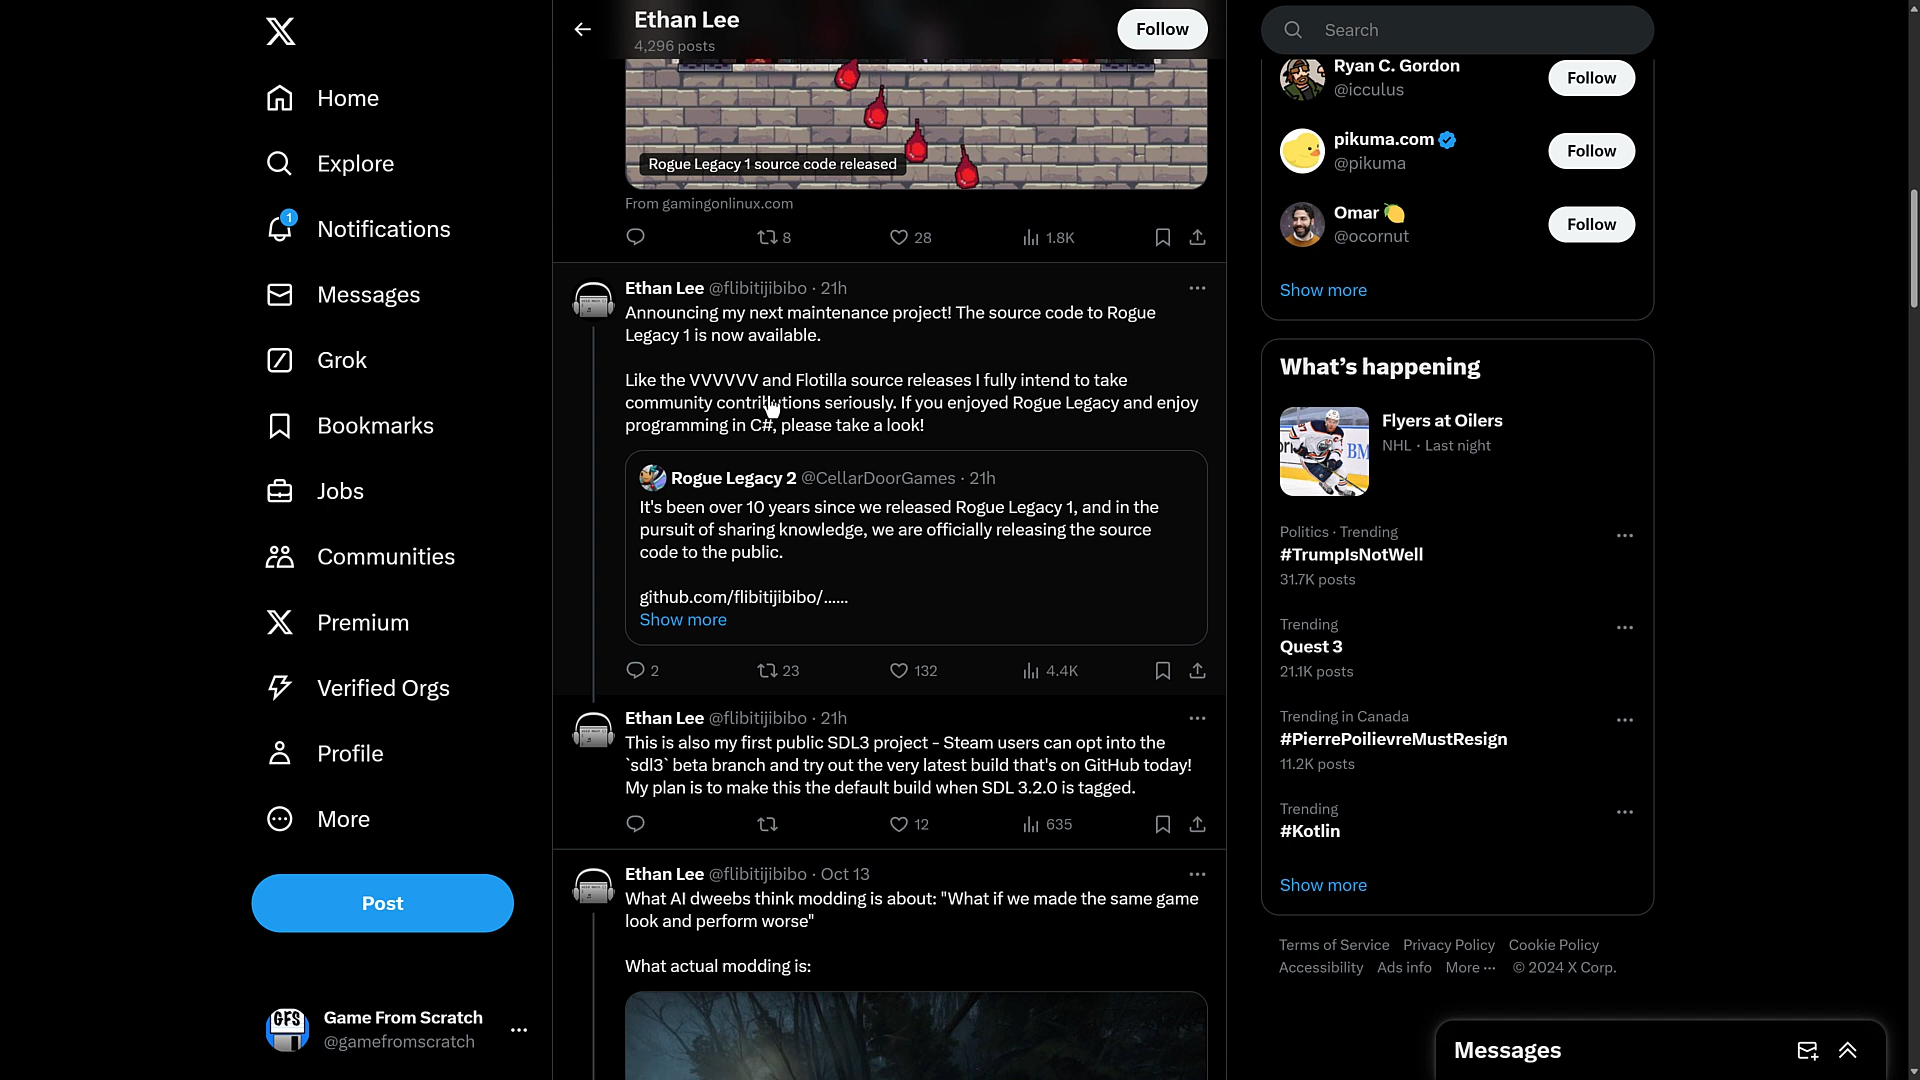 Home
Explore
1
Notifications
Messages
Grok
Bookmarks
Jobs
Communities
Premium
Verified Orgs
Profile
More
Post
GFS
Game From Scratch
@gamefromscratch
Ethan Lee
4,296 posts
Follow
Rogue Legacy 1 source code released
From gamingonlinux.com
8
28
1.8K
Ethan Lee @flibitijibibo · 21h
Announcing my next maintenance project! The source code to Rogue
Legacy 1 is now available.
Like the VVVVVV and Flotilla source releases I fully intend to take
community contributions seriously. If you enjoyed Rogue Legacy and enjoy
programming in C#, please take a look!
Rogue Legacy 2 @CellarDoorGames · 21h
It's been over 10 years since we released Rogue Legacy 1, and in the
pursuit of sharing knowledge, we are officially releasing the source
code to the public.
github.com/flibitijibibo/......
Show more
2
23
132
4.4K
Ethan Lee @flibitijibibo · 21h
This is also my first public SDL3 project - Steam users can opt into the
`sdl3` beta branch and try out the very latest build that's on GitHub today!
My plan is to make this the default build when SDL 3.2.0 is tagged.
12
635
Ethan Lee @flibitijibibo · Oct 13
What AI dweebs think modding is about: "What if we made the same game
look and perform worse"
What actual modding is:
Search
Ryan C. Gordon
@icculus
Follow
pikuma.com
@pikuma
Follow
Omar 🍋
@ocornut
Follow
Show more
What's happening
Flyers at Oilers
NHL · Last night
Politics · Trending
#TrumpIsNotWell
31.7K posts
Trending
Quest 3
21.1K posts
Trending in Canada
#PierrePoilievreMustResign
11.2K posts
Trending
#Kotlin
Show more
Terms of Service Privacy Policy Cookie Policy
Accessibility Ads info More ··· © 2024 X Corp.
Messages